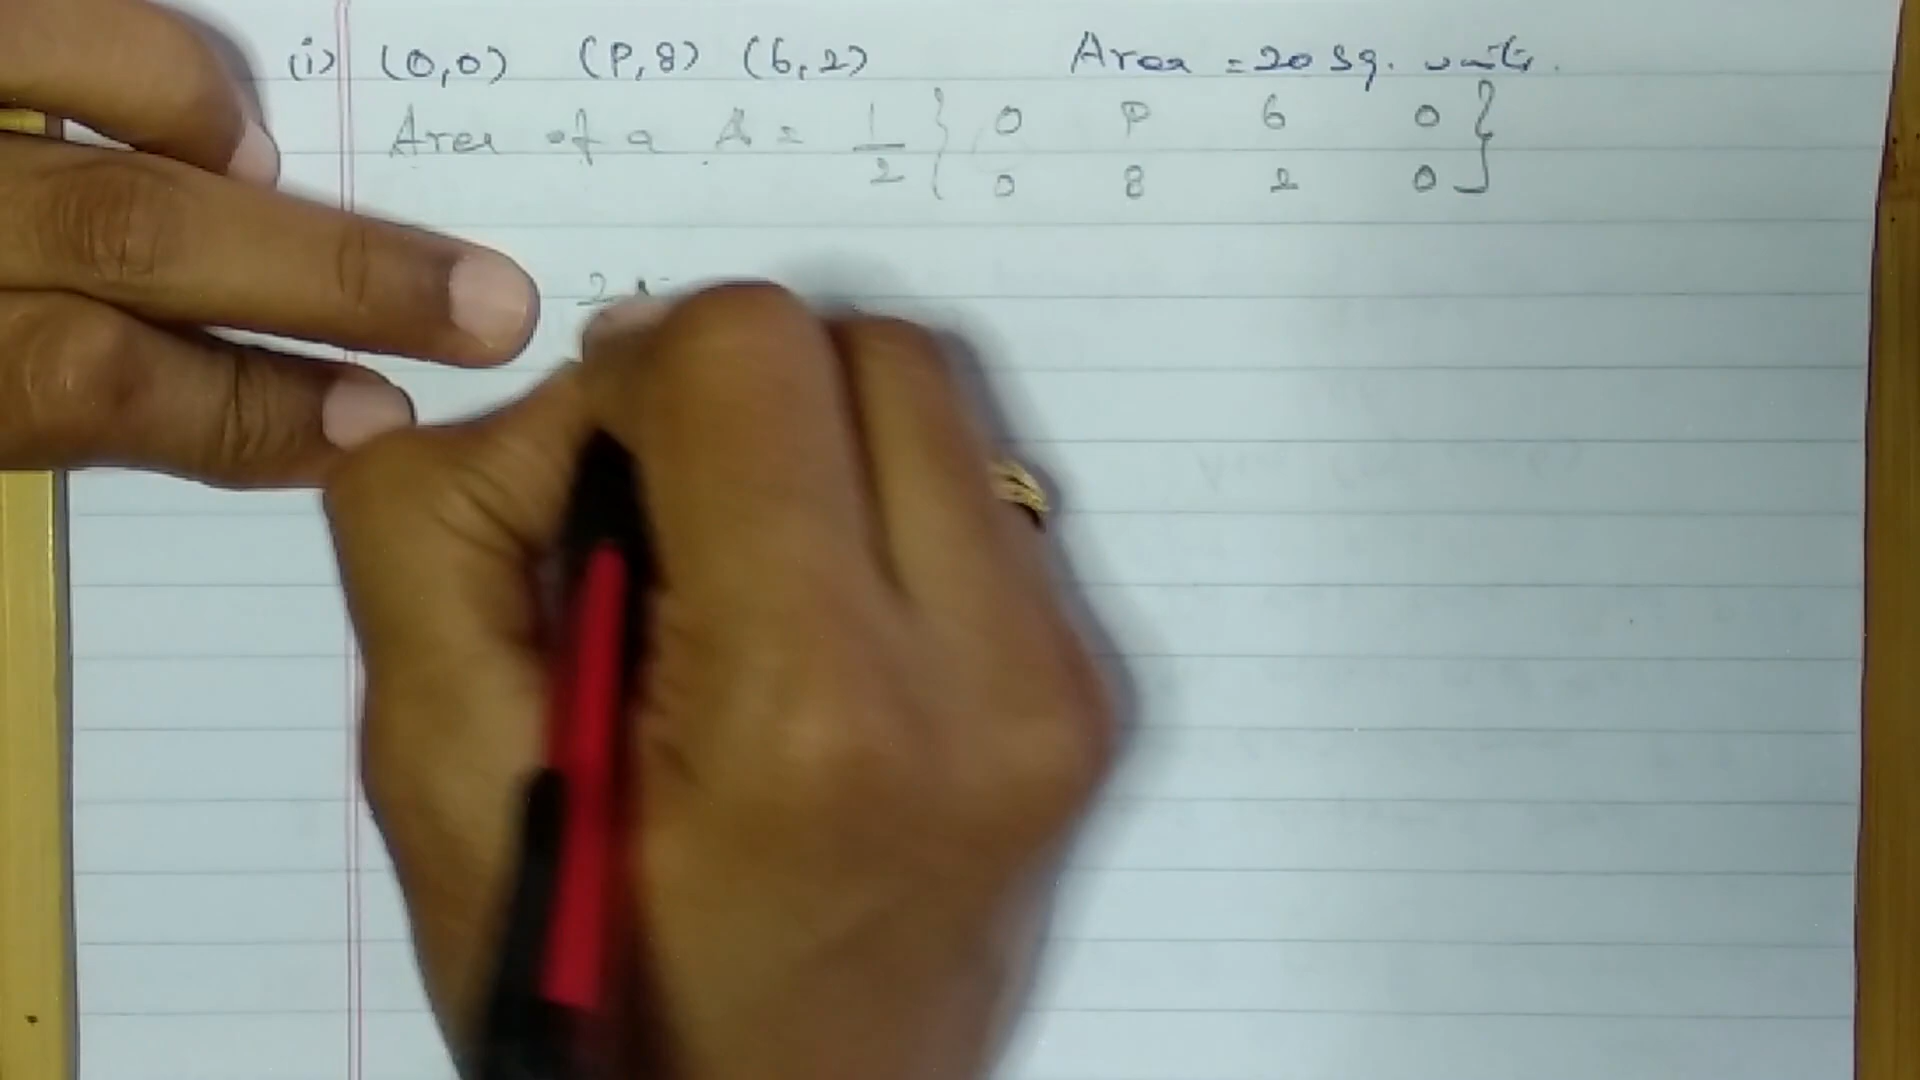 (i) (0,0) (P,8) (6,2) Area = 20 sq. units.
Area of a Δ = 1/2 { 0 P 6 0 }
0 8 2 0
2